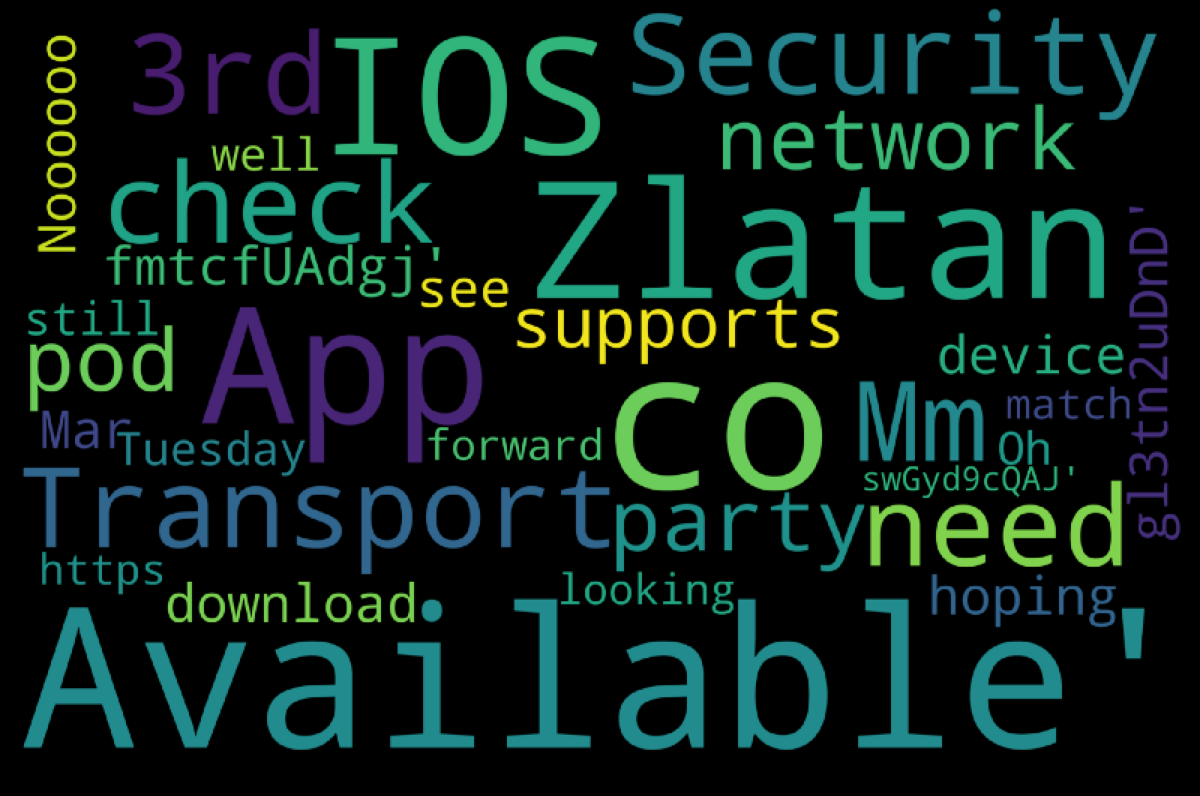 Nooooooo
3rd
IOS
Security
well
network
check
Zlatan
fmtcfUAdgj'
see
gl3tn2uDnD'
still
supports
pod
App
device
co
Mm
match
Mar
Tuesday
forward
Oh
Transport
swGyd9cQAJ'
party
need
https
download
looking
hoping
Available'